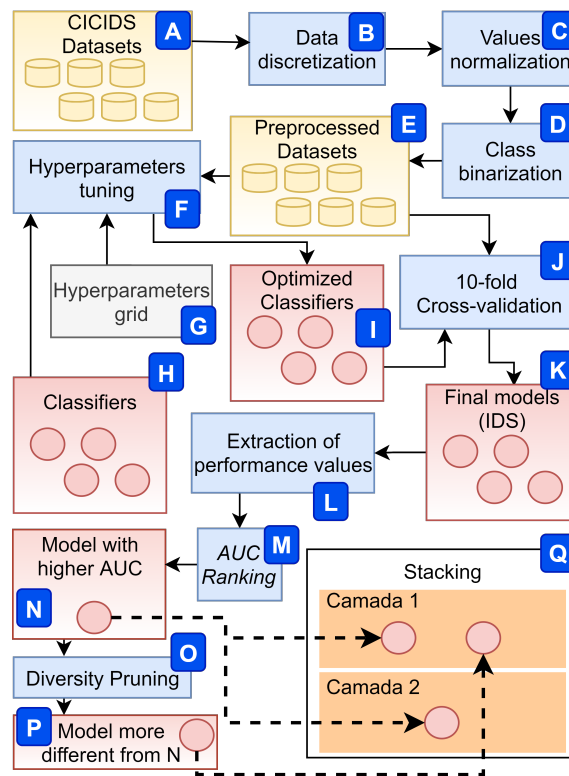 CICIDS
Datasets
A
Data
discretization
B
Values
normalization
C
Class
binarization
D
Preprocessed
Datasets
E
Hyperparameters
tuning
F
Hyperparameters
grid
G
Classifiers
H
Optimized
Classifiers
I
10-fold
Cross-validation
J
Final models
(IDS)
K
Extraction of
performance values
L
AUC
Ranking
M
Model with
higher AUC
N
Diversity Pruning
O
Model more
different from N
P
Stacking
Q
Camada 1
Camada 2